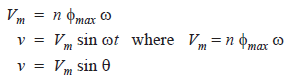 Vₘ = n ϕₘₐₓ ω
v = Vₘ sin ωt where Vₘ = n ϕₘₐₓ ω
v = Vₘ sin θ